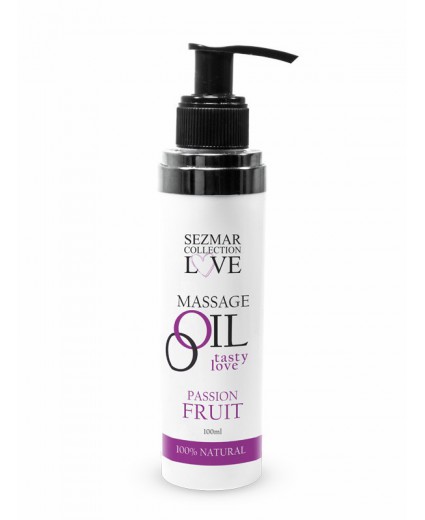 SEZMAR
COLLECTION
LOVE
MASSAGE
OIL
tasty
love
PASSION
FRUIT
100ml
100% NATURAL